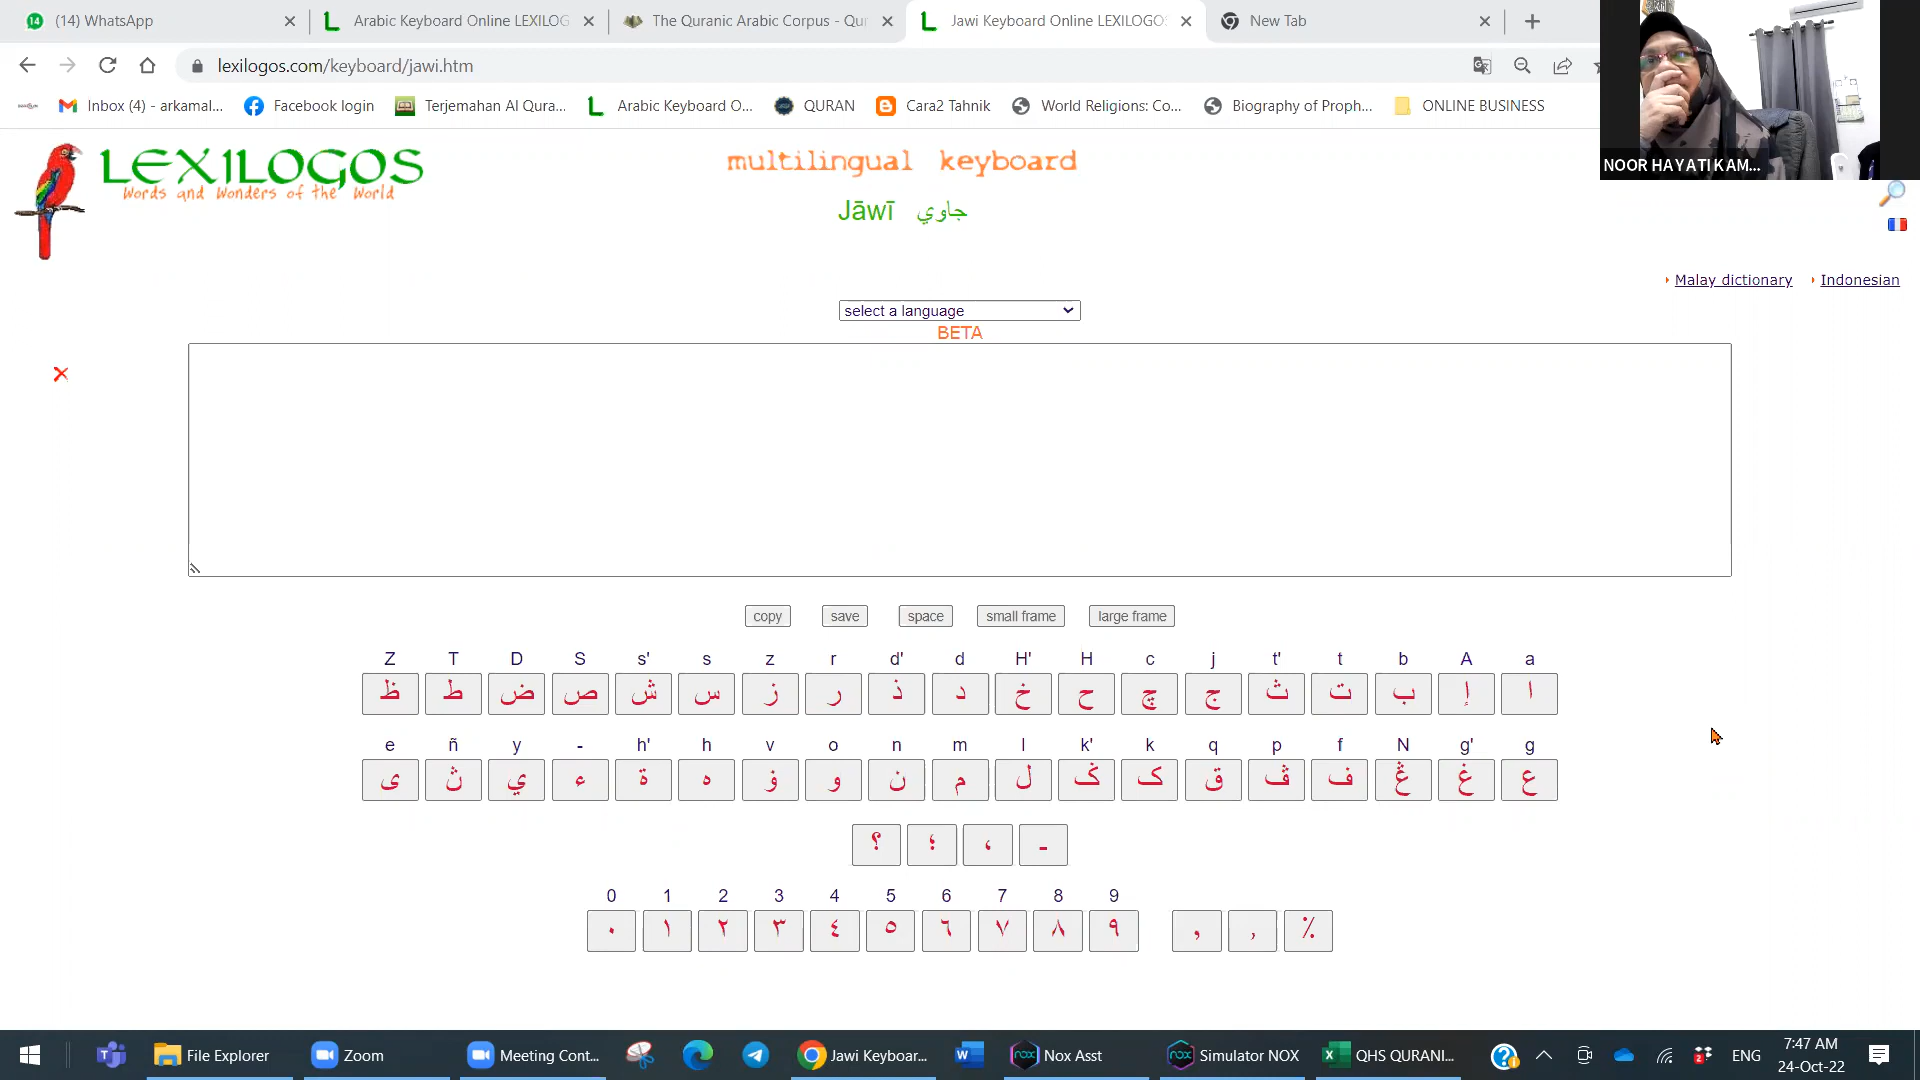 (14) WhatsApp
Arabic Keyboard Online LEXILOG
The Quranic Arabic Corpus - Qur
Jawi Keyboard Online LEXILOGOS
New Tab
lexilogos.com/keyboard/jawi.htm
Inbox (4) - arkamal...
Facebook login
Terjemahan Al Qura...
Arabic Keyboard O...
QURAN
Cara2 Tahnik
World Religions: Co...
Biography of Proph...
ONLINE BUSINESS
LEXILOGOS
Words and Wonders of the World
multilingual keyboard
Jāwī جاوي
NOOR HAYATI KAM...
Malay dictionary Indonesian
select a language
BETA
copy save space small frame large frame
Z T D S s' s z r d' d H' H c j t' t b A a
ظ ط ض ص ش س ز ر ذ د خ ح چ ج ث ت ب إ ا
e ñ y - h' h v o n m l k' k q p f N g' g
ى ڽ ي ء ة ه ۏ و ن م ل ݢ ک ق ڤ ف ڠ غ ع
؟ ؛ ، ـ
0 1 2 3 4 5 6 7 8 9
٠ ١ ٢ ٣ ٤ ٥ ٦ ٧ ٨ ٩ ٬ ٫ ٪
File Explorer
Zoom
Meeting Cont...
Jawi Keyboar...
Nox Asst
Simulator NOX
QHS QURANI...
ENG
7:47 AM
24-Oct-22